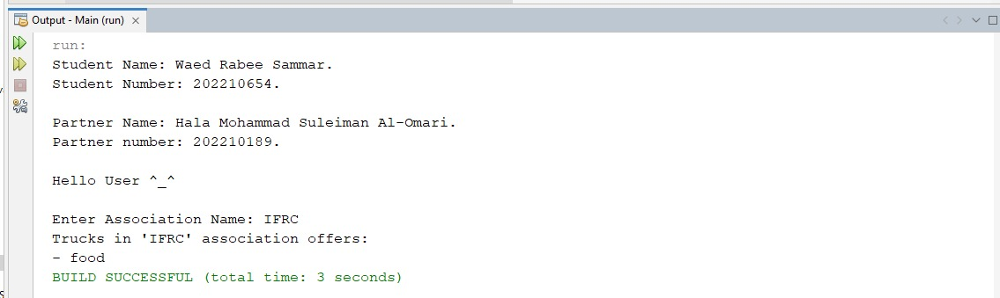 Output - Main (run)
run:
Student Name: Waed Rabee Sammar.
Student Number: 202210654.
Partner Name: Hala Mohammad Suleiman Al-Omari.
Partner number: 202210189.
Hello User ^_^
Enter Association Name: IFRC
Trucks in 'IFRC' association offers:
- food
BUILD SUCCESSFUL (total time: 3 seconds)